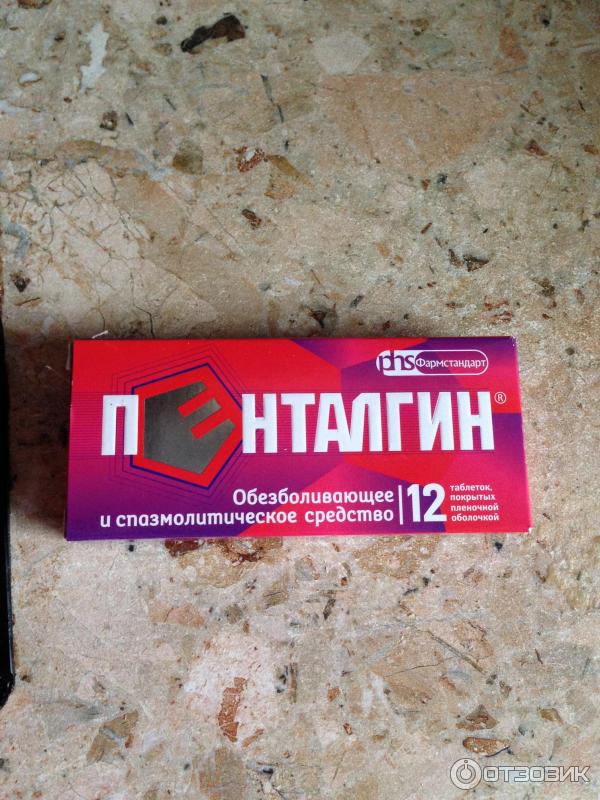 phs Фармстандарт
ПЕНТАЛГИН®
Обезболивающее
и спазмолитическое средство
12
таблеток,
покрытых
пленочной
оболочкой
ОТЗОВИК